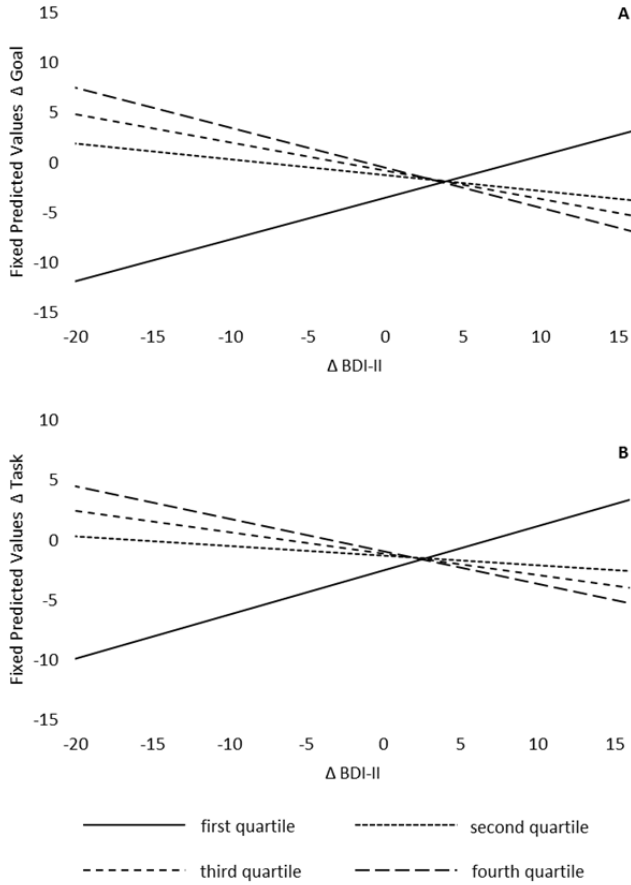 A
Fixed Predicted Values Δ Goal
15
10
5
0
-5
-10
-15
-20 -15 -10 -5 0 5 10 15
Δ BDI-II
B
Fixed Predicted Values Δ Task
10
5
0
-5
-10
-15
-20 -15 -10 -5 0 5 10 15
Δ BDI-II
first quartile second quartile
third quartile fourth quartile